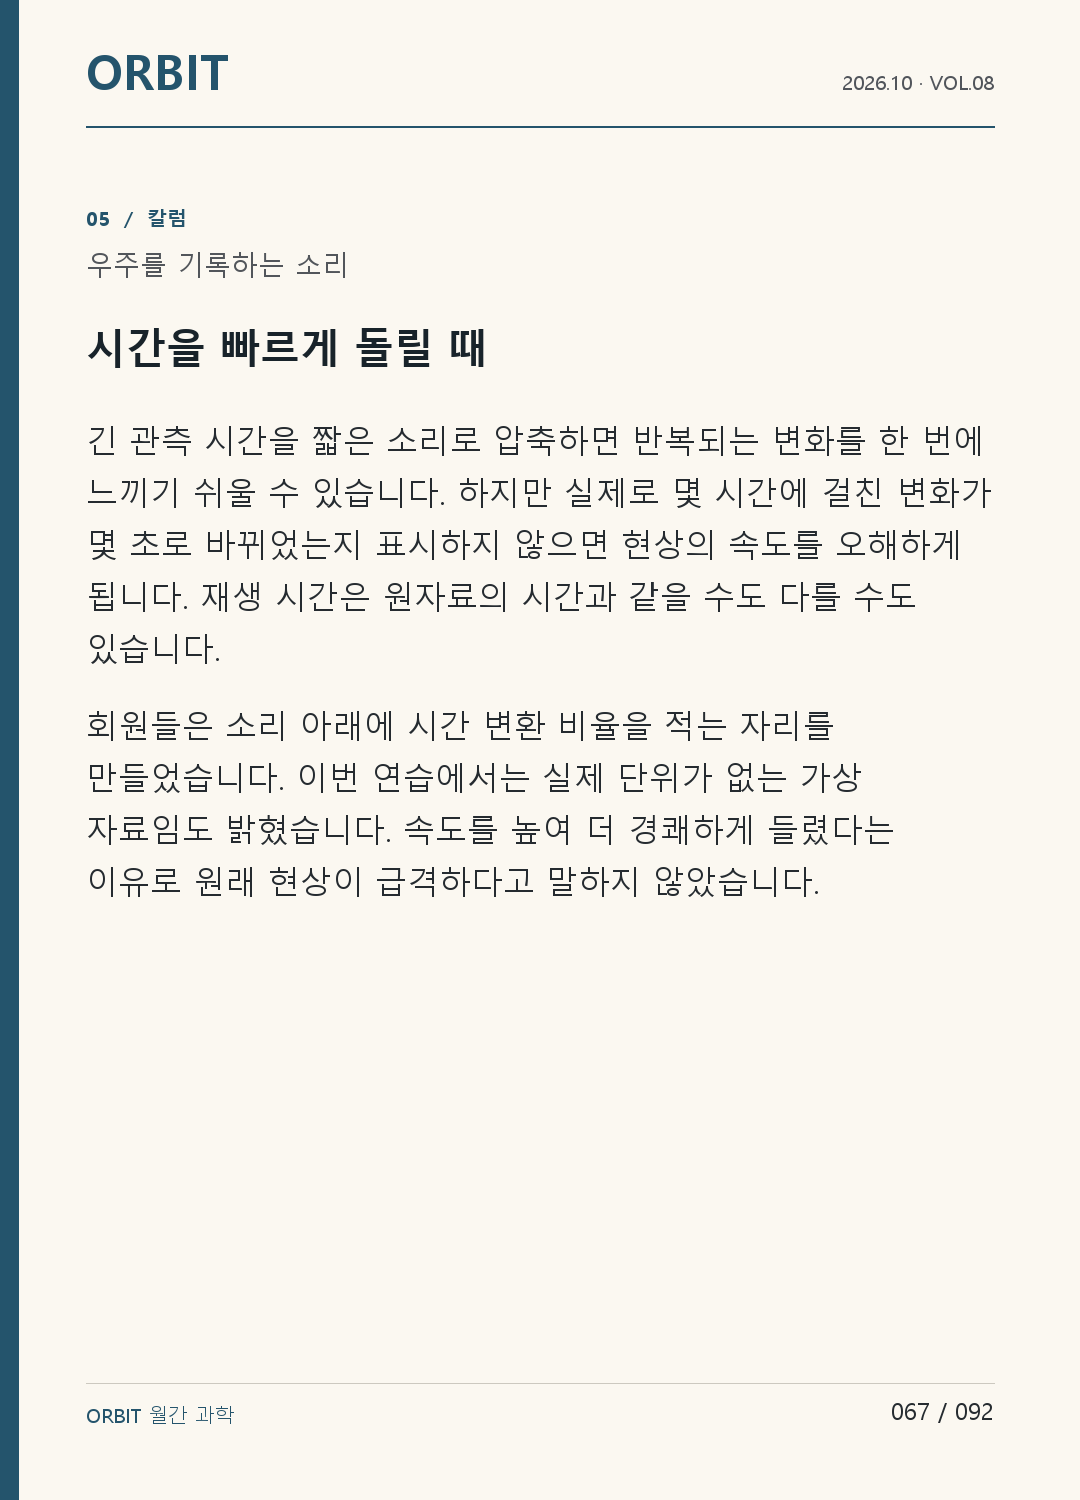 ORBIT
2026.10 · VOL.08
05 / 칼럼
우주를 기록하는 소리
시간을 빠르게 돌릴 때
긴 관측 시간을 짧은 소리로 압축하면 반복되는 변화를 한 번에
느끼기 쉬울 수 있습니다. 하지만 실제로 몇 시간에 걸친 변화가
몇 초로 바뀌었는지 표시하지 않으면 현상의 속도를 오해하게
됩니다. 재생 시간은 원자료의 시간과 같을 수도 다를 수도
있습니다.
회원들은 소리 아래에 시간 변환 비율을 적는 자리를
만들었습니다. 이번 연습에서는 실제 단위가 없는 가상
자료임도 밝혔습니다. 속도를 높여 더 경쾌하게 들렸다는
이유로 원래 현상이 급격하다고 말하지 않았습니다.
ORBIT 월간 과학
067 / 092